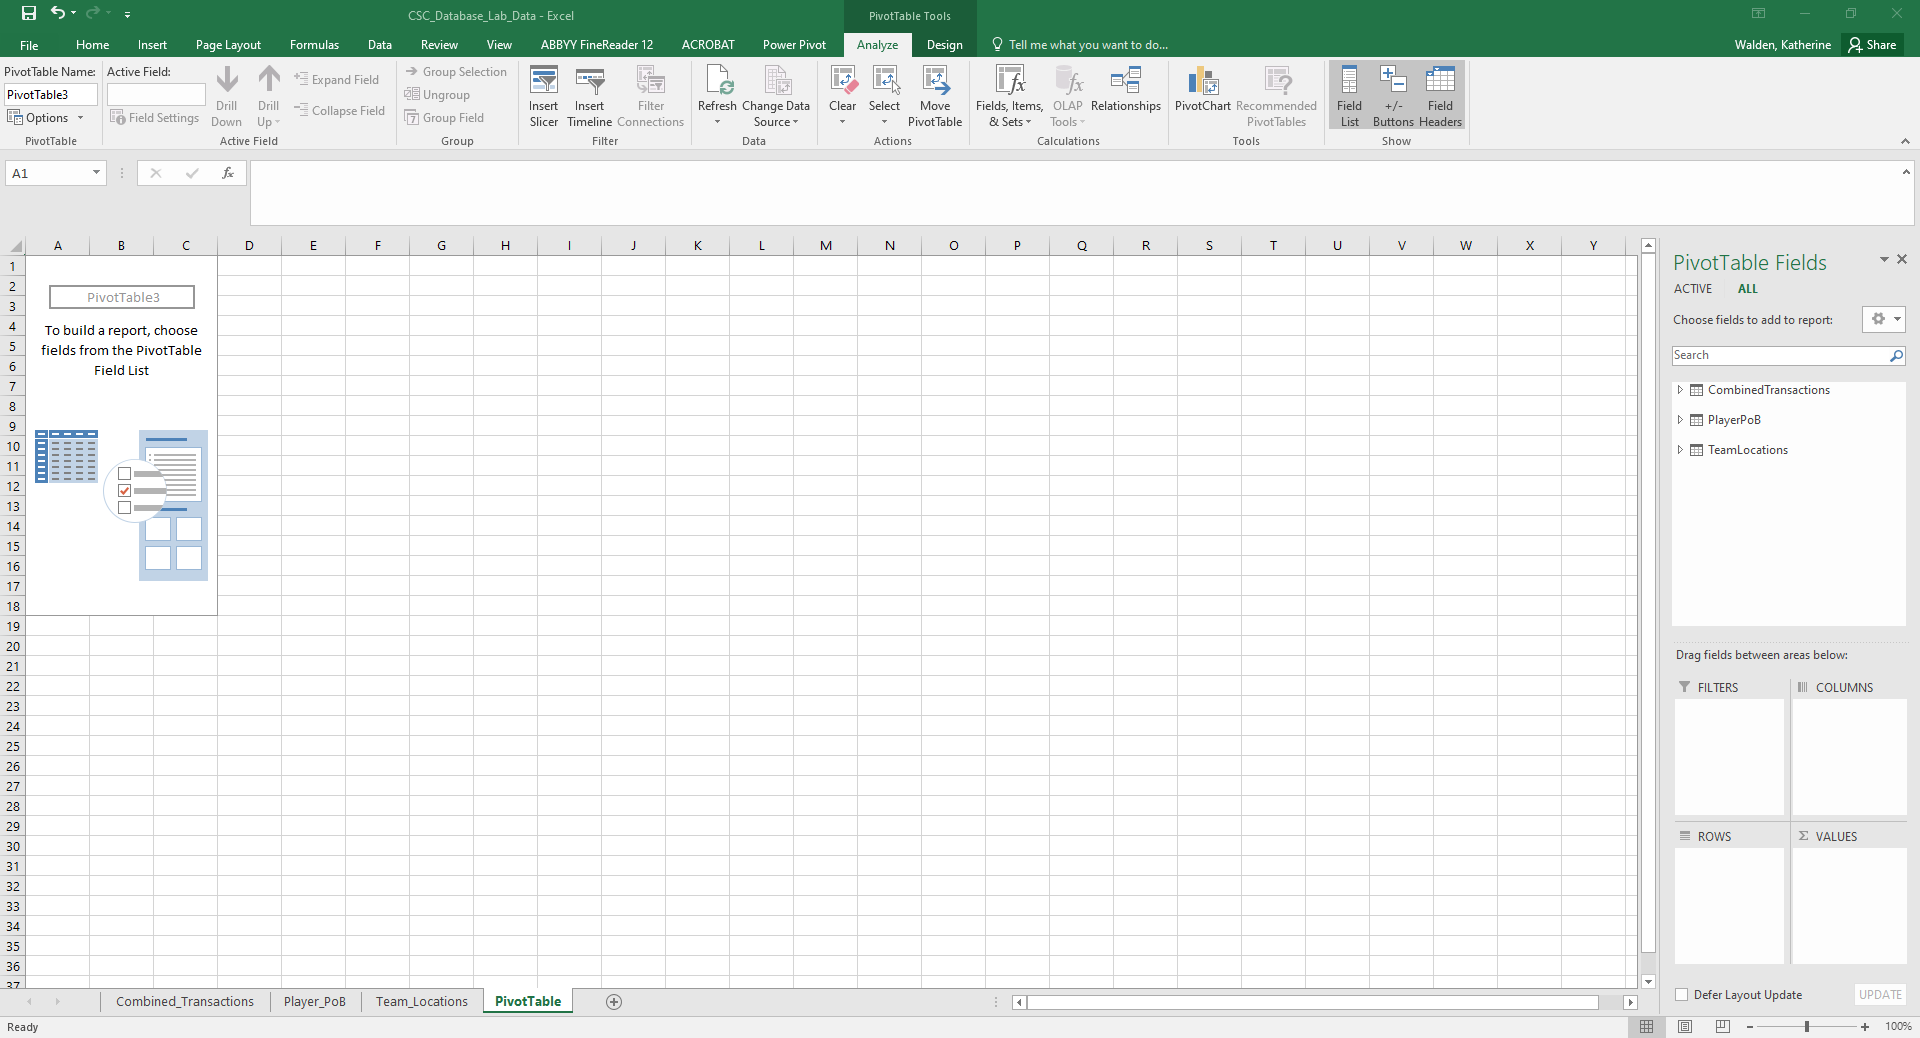 CSC_Database_Lab_Data - Excel
PivotTable Tools
File Home Insert Page Layout Formulas Data Review View ABBYY FineReader 12 ACROBAT Power Pivot Analyze Design Tell me what you want to do... Walden, Katherine Share
PivotTable Name:
PivotTable3
Options
PivotTable
Active Field:
Field Settings
Drill Down
Drill Up
Expand Field
Collapse Field
Active Field
Group Selection
Ungroup
Group Field
Group
Insert Slicer
Insert Timeline
Filter Connections
Filter
Refresh
Change Data Source
Data
Clear
Select
Move PivotTable
Actions
Fields, Items, & Sets
OLAP Tools
Relationships
Calculations
PivotChart
Recommended PivotTables
Tools
Field List
+/- Buttons
Field Headers
Show
A1
fx
A B C D E F G H I J K L M N O P Q R S T U V W X Y
1
2
3
4
5
6
7
8
9
10
11
12
13
14
15
16
17
18
19
20
21
22
23
24
25
26
27
28
29
30
31
32
33
34
35
36
37
PivotTable3
To build a report, choose
fields from the PivotTable
Field List
PivotTable Fields
ACTIVE ALL
Choose fields to add to report:
Search
CombinedTransactions
PlayerPoB
TeamLocations
Drag fields between areas below:
FILTERS
COLUMNS
ROWS
Σ VALUES
Defer Layout Update
UPDATE
Combined_Transactions Player_PoB Team_Locations PivotTable
Ready
100%